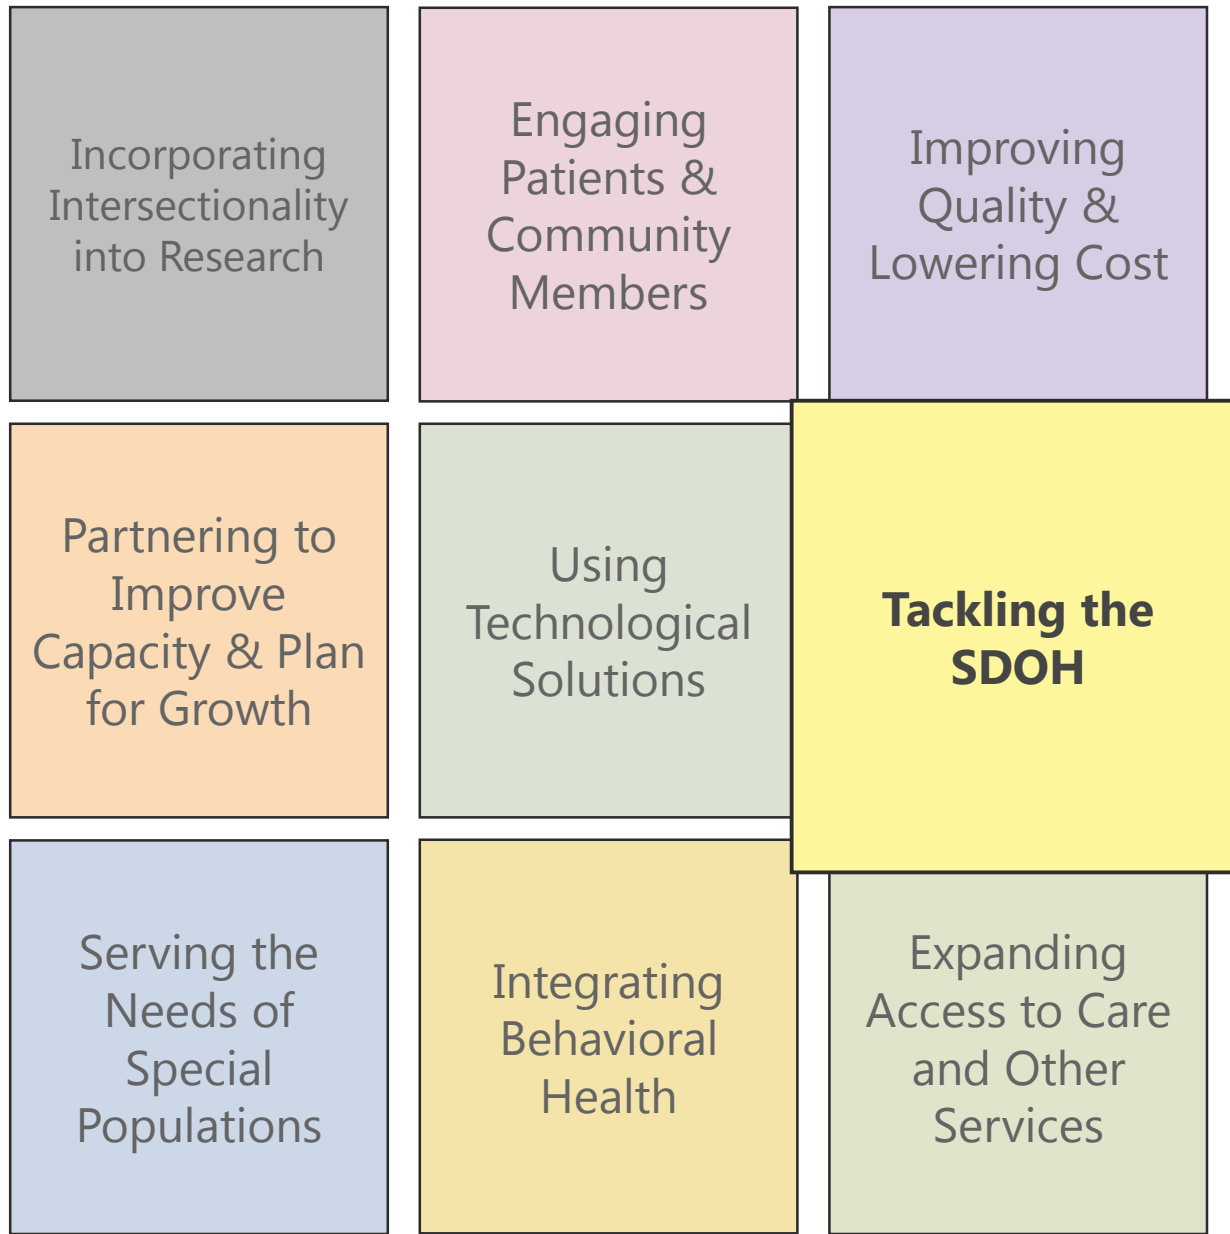 Incorporating
Intersectionality
into Research
Engaging
Patients &
Community
Members
Improving
Quality &
Lowering Cost
Partnering to
Improve
Capacity & Plan
for Growth
Using
Technological
Solutions
Tackling the
SDOH
Serving the
Needs of
Special
Populations
Integrating
Behavioral
Health
Expanding
Access to Care
and Other
Services